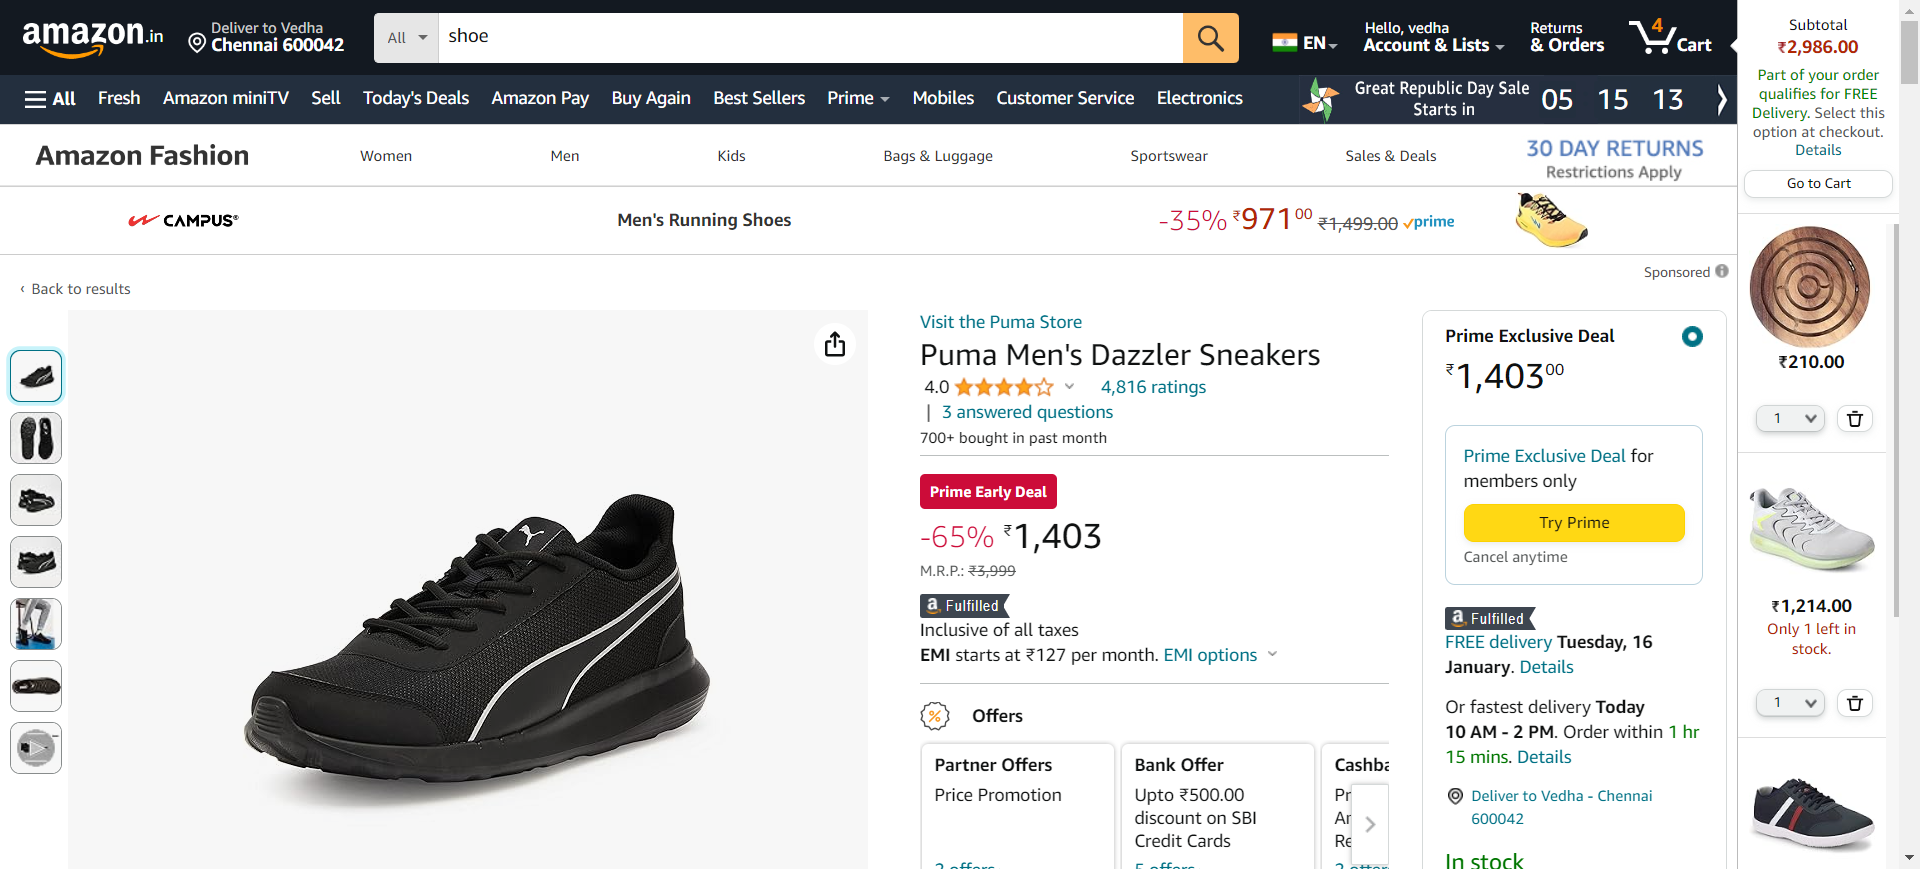 amazon.in
Deliver to Vedha
Chennai 600042
All
shoe
EN
Hello, vedha
Account & Lists
Returns
& Orders
4
Cart
All
Fresh
Amazon miniTV
Sell
Today's Deals
Amazon Pay
Buy Again
Best Sellers
Prime
Mobiles
Customer Service
Electronics
Great Republic Day Sale
Starts in
05 15 13
Amazon Fashion
Women
Men
Kids
Bags & Luggage
Sportswear
Sales & Deals
30 DAY RETURNS
Restrictions Apply
CAMPUS®
Men's Running Shoes
-35% ₹971 00 ₹1,499.00 prime
Sponsored
‹ Back to results
Visit the Puma Store
Puma Men's Dazzler Sneakers
4.0
4,816 ratings
| 3 answered questions
700+ bought in past month
Prime Early Deal
-65% ₹1,403
M.R.P.: ₹3,999
a Fulfilled
Inclusive of all taxes
EMI starts at ₹127 per month. EMI options
Offers
Partner Offers
Price Promotion
Bank Offer
Upto ₹500.00
discount on SBI
Credit Cards
5 offers
Cashba
Prime Exclusive Deal
₹1,403 00
Prime Exclusive Deal for
members only
Try Prime
Cancel anytime
a Fulfilled
FREE delivery Tuesday, 16
January. Details
Or fastest delivery Today
10 AM - 2 PM. Order within 1 hr
15 mins. Details
Deliver to Vedha - Chennai
600042
In stock
Subtotal
₹2,986.00
Part of your order
qualifies for FREE
Delivery. Select this
option at checkout.
Details
Go to Cart
₹210.00
1
₹1,214.00
Only 1 left in
stock.
1